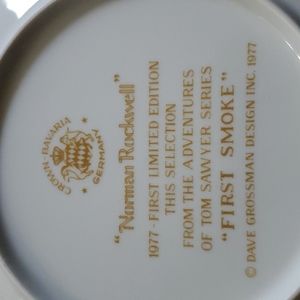 CROWN-BAVARIA
GERMANY
"Norman Rockwell"
1977 - FIRST LIMITED EDITION
THIS SELECTION
FROM THE ADVENTURES
OF TOM SAWYER SERIES
"FIRST SMOKE"
© DAVE GROSSMAN DESIGN INC. 1977